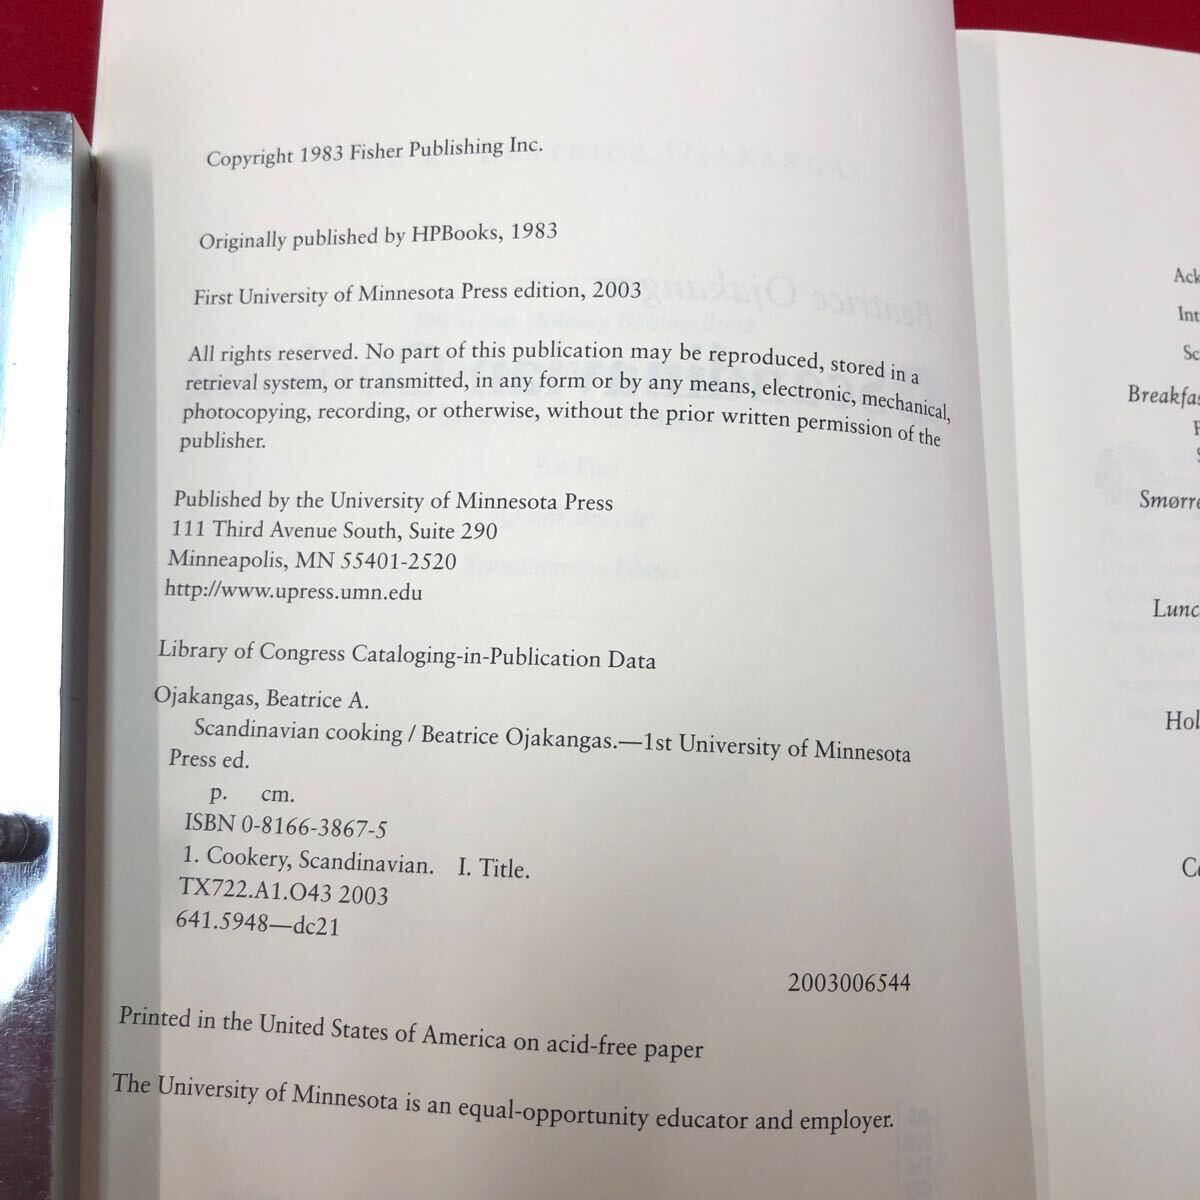 Copyright 1983 Fisher Publishing Inc.
Originally published by HPBooks, 1983
First University of Minnesota Press edition, 2003
All rights reserved. No part of this publication may be reproduced, stored in a
retrieval system, or transmitted, in any form or by any means, electronic, mechanical,
photocopying, recording, or otherwise, without the prior written permission of the
publisher.
Published by the University of Minnesota Press
111 Third Avenue South, Suite 290
Minneapolis, MN 55401-2520
http://www.upress.umn.edu
Library of Congress Cataloging-in-Publication Data
Ojakangas, Beatrice A.
Scandinavian cooking / Beatrice Ojakangas.—1st University of Minnesota
Press ed.
p. cm.
ISBN 0-8166-3867-5
1. Cookery, Scandinavian. I. Title.
TX722.A1.O43 2003
641.5948—dc21
2003006544
Printed in the United States of America on acid-free paper
The University of Minnesota is an equal-opportunity educator and employer.
Ack
Int
Sc
Breakfas
Smørre
Lunc
Hol